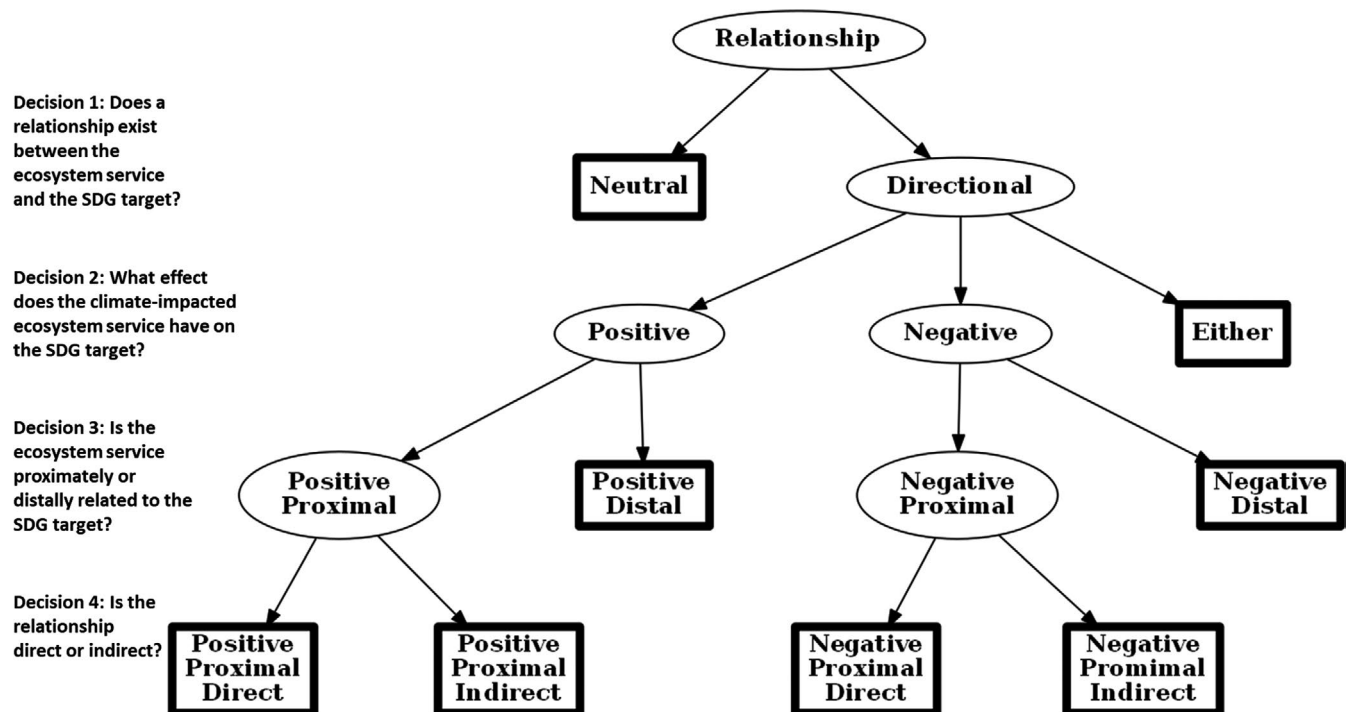 Relationship
Decision 1: Does a
relationship exist
between the
ecosystem service
and the SDG target?
Neutral
Directional
Decision 2: What effect
does the climate-impacted
ecosystem service have on
the SDG target?
Positive
Negative
Either
Decision 3: Is the
ecosystem service
proximately or
distally related to the
SDG target?
Positive
Proximal
Positive
Distal
Negative
Proximal
Negative
Distal
Decision 4: Is the
relationship
direct or indirect?
Positive
Proximal
Direct
Positive
Proximal
Indirect
Negative
Proximal
Direct
Negative
Promimal
Indirect